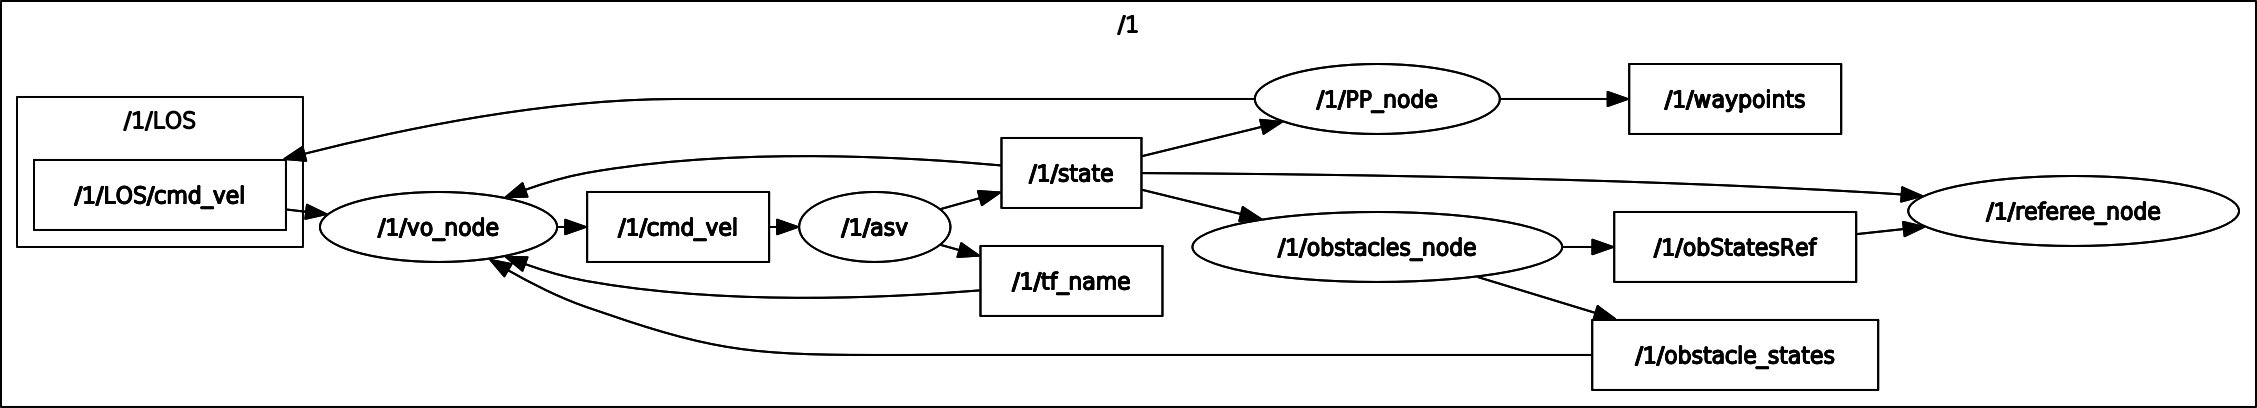 /1
/1/LOS
/1/LOS/cmd_vel
/1/vo_node
/1/cmd_vel
/1/asv
/1/state
/1/tf_name
/1/PP_node
/1/obstacles_node
/1/waypoints
/1/obStatesRef
/1/obstacle_states
/1/referee_node